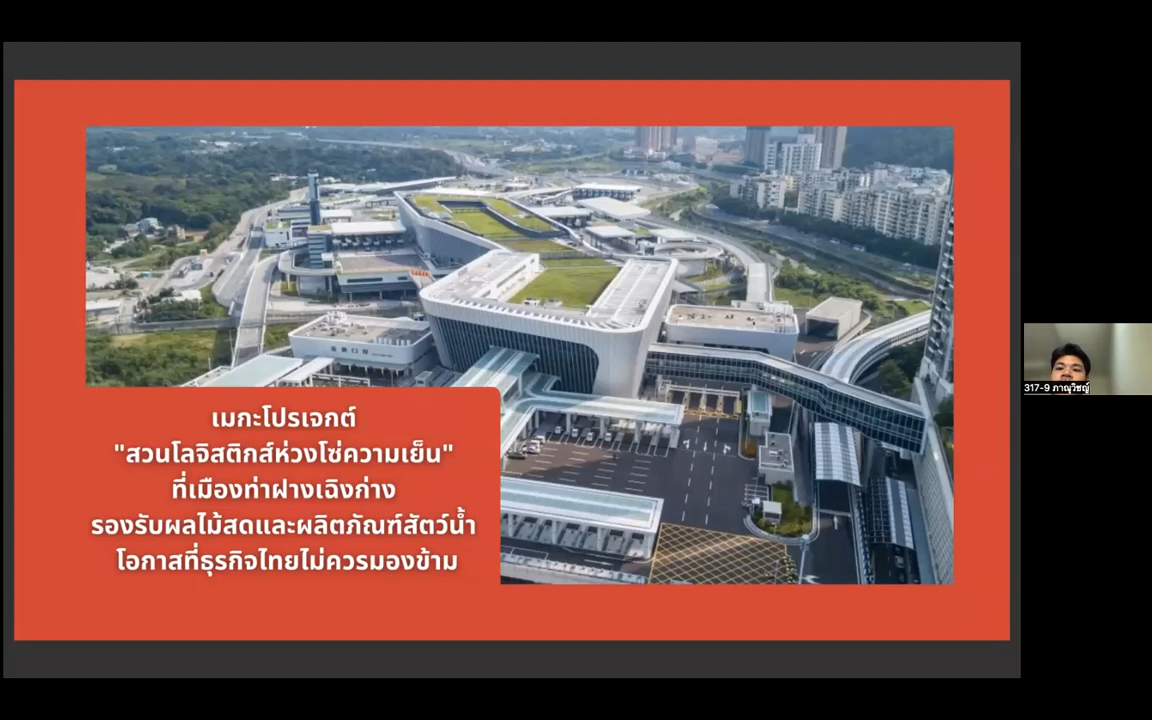 เมกะโปรเจกต์
"สวนโลจิสติกส์ห่วงโซ่ความเย็น"
ที่เมืองท่าฝางเฉิงก่าง
รองรับผลไม้สดและผลิตภัณฑ์สัตว์น้ำ
โอกาสที่ธุรกิจไทยไม่ควรมองข้าม
317-9 ภาณุวิชญ์